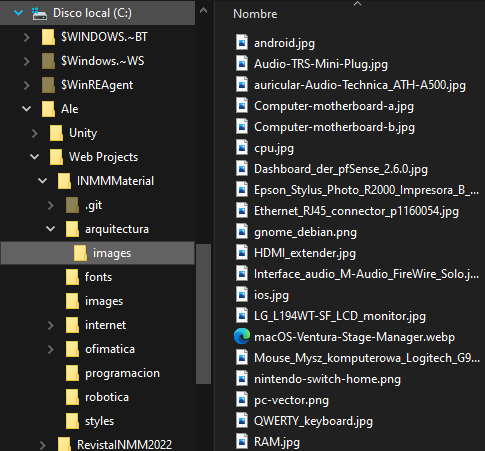 Disco local (C:)
$WINDOWS.~BT
$Windows.~WS
$WinREAgent
Ale
Unity
Web Projects
INMMMaterial
.git
arquitectura
images
fonts
images
internet
ofimatica
programacion
robotica
styles
RevistaINMM2022
Nombre
android.jpg
Audio-TRS-Mini-Plug.jpg
auricular-Audio-Technica_ATH-A500.jpg
Computer-motherboard-a.jpg
Computer-motherboard-b.jpg
cpu.jpg
Dashboard_der_pfSense_2.6.0.jpg
Epson_Stylus_Photo_R2000_Impresora_B_...
Ethernet_RJ45_connector_p1160054.jpg
gnome_debian.png
HDMI_extender.jpg
Interface_audio_M-Audio_FireWire_Solo.j...
ios.jpg
LG_L194WT-SF_LCD_monitor.jpg
macOS-Ventura-Stage-Manager.webp
Mouse_Mysz_komputerowa_Logitech_G9...
nintendo-switch-home.png
pc-vector.png
QWERTY_keyboard.jpg
RAM.jpg